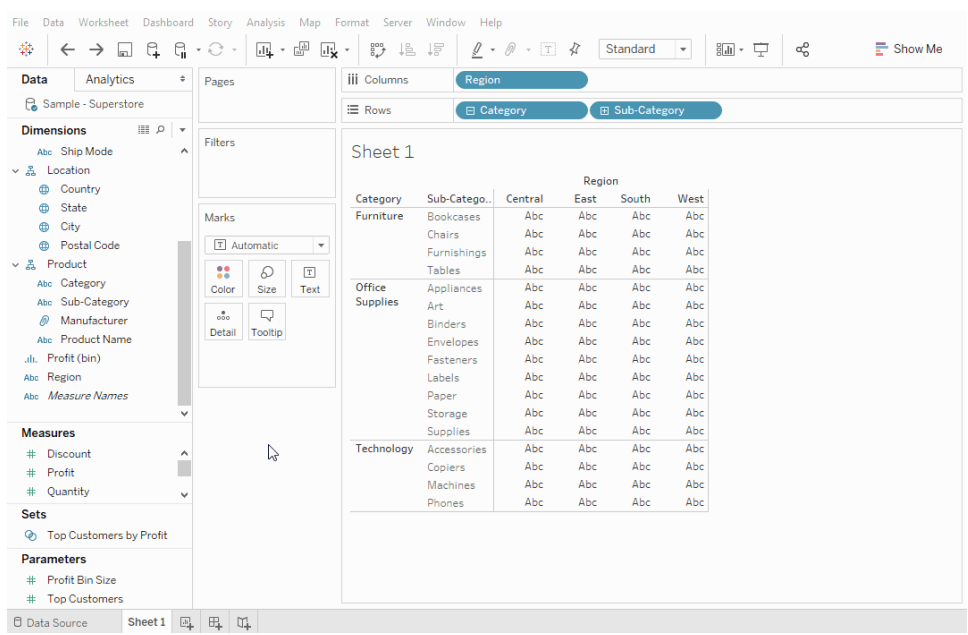 File Data Worksheet Dashboard Story Analysis Map Format Server Window Help
Standard
Show Me
Data Analytics
Sample - Superstore
Dimensions
Abc Ship Mode
Location
Country
State
City
Postal Code
Product
Abc Category
Abc Sub-Category
Manufacturer
Abc Product Name
Profit (bin)
Abc Region
Abc Measure Names
Measures
# Discount
# Profit
# Quantity
Sets
Top Customers by Profit
Parameters
# Profit Bin Size
# Top Customers
Pages
Filters
Marks
T Automatic
Color Size Text
Detail Tooltip
Columns Region
Rows Category Sub-Category
Sheet 1
Region
Category Sub-Catego.. Central East South West
Furniture Bookcases Abc Abc Abc Abc
Chairs Abc Abc Abc Abc
Furnishings Abc Abc Abc Abc
Tables Abc Abc Abc Abc
Office Appliances Abc Abc Abc Abc
Supplies Art Abc Abc Abc Abc
Binders Abc Abc Abc Abc
Envelopes Abc Abc Abc Abc
Fasteners Abc Abc Abc Abc
Labels Abc Abc Abc Abc
Paper Abc Abc Abc Abc
Storage Abc Abc Abc Abc
Supplies Abc Abc Abc Abc
Technology Accessories Abc Abc Abc Abc
Copiers Abc Abc Abc Abc
Machines Abc Abc Abc Abc
Phones Abc Abc Abc Abc
Data Source Sheet 1